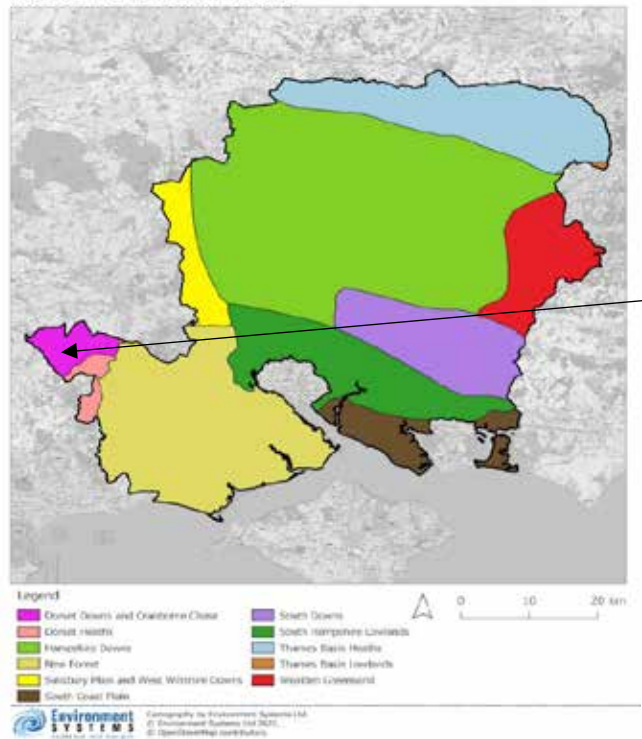 Legend
Dorset Downs and Cranborne Chase
Dorset Heaths
Hampshire Downs
New Forest
Salisbury Plain and West Wiltshire Downs
South Coast Plain
South Downs
South Hampshire Lowlands
Thames Basin Heaths
Thames Basin Lowlands
Wealden Greensand
0 10 20 km
Environment
SYSTEMS
Cartography by Environment Systems Ltd.
© Environment Systems Ltd
© OpenStreetMap contributors.